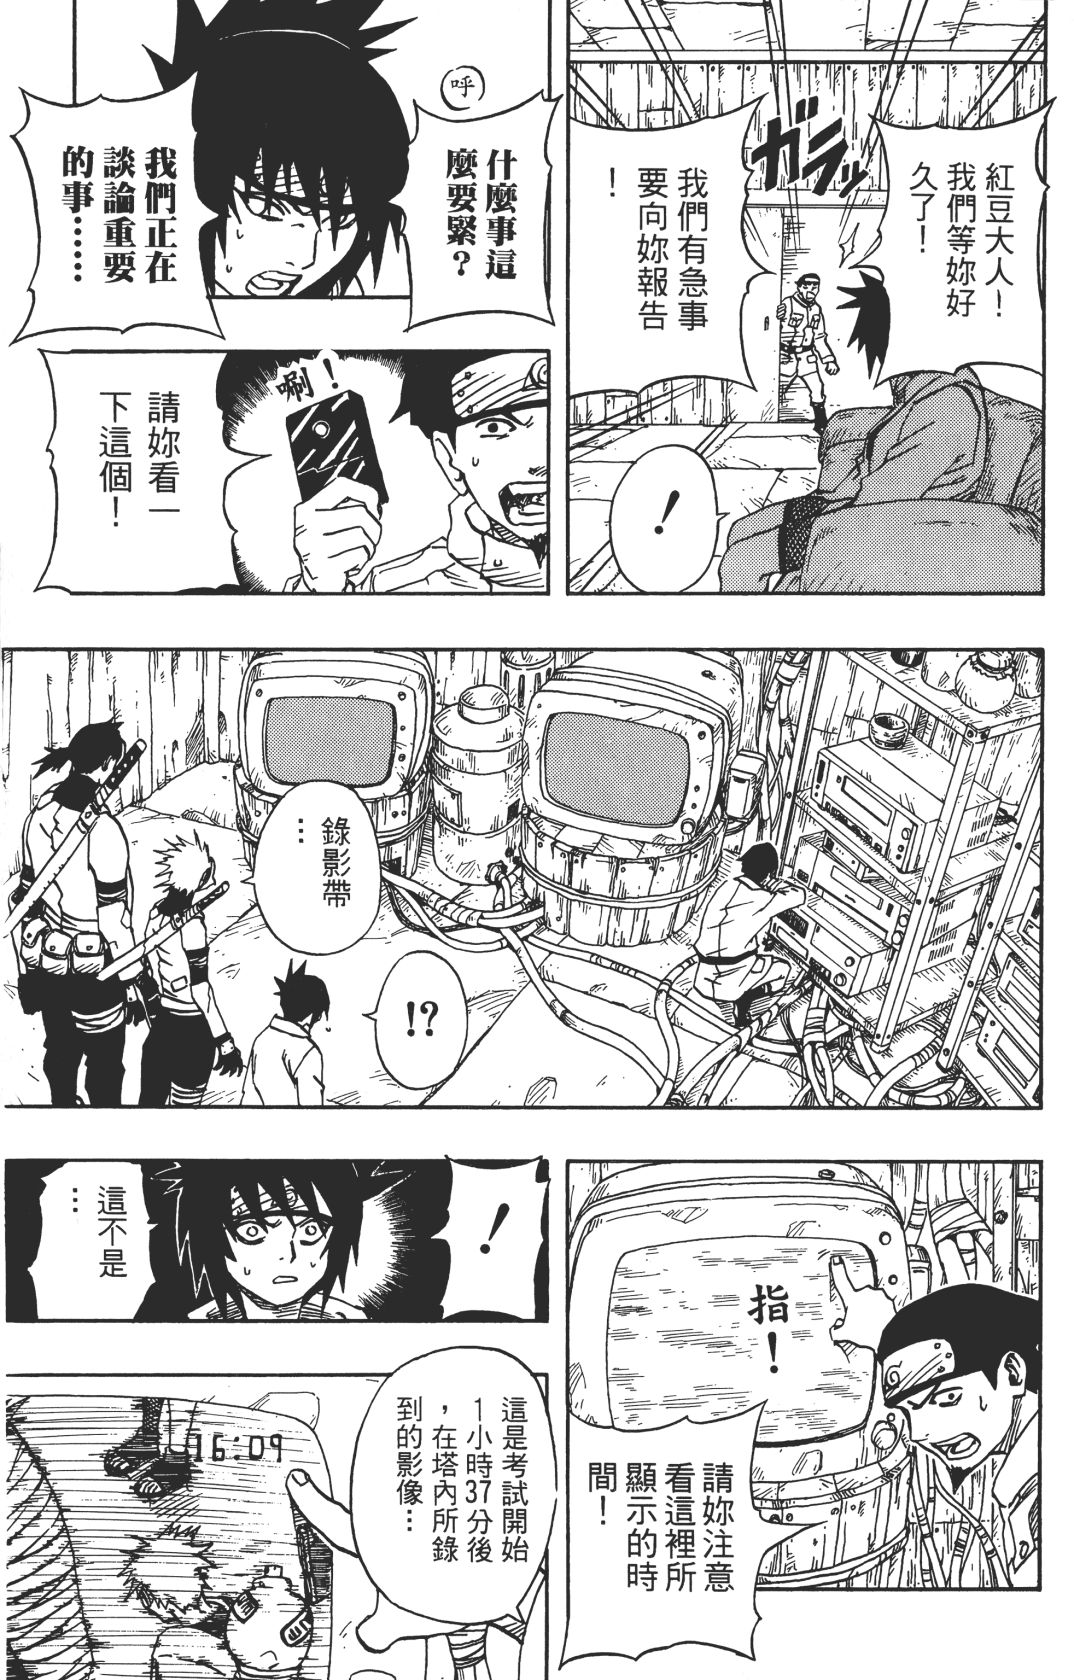 紅豆大人！
我們等妳好
久了！
ガラッ
我們有急事
要向妳報告
！
！
呼
什麼事這
麼要緊？
我們正在
談論重要
的事……
唰！
請妳看一
下這個！
錄影帶
…
!?
指！
請妳注意
看這裡所
顯示的時
間！
！
這不是
…
這是考試開始
1小時37分後
，在塔內所錄
到的影像…
16:09